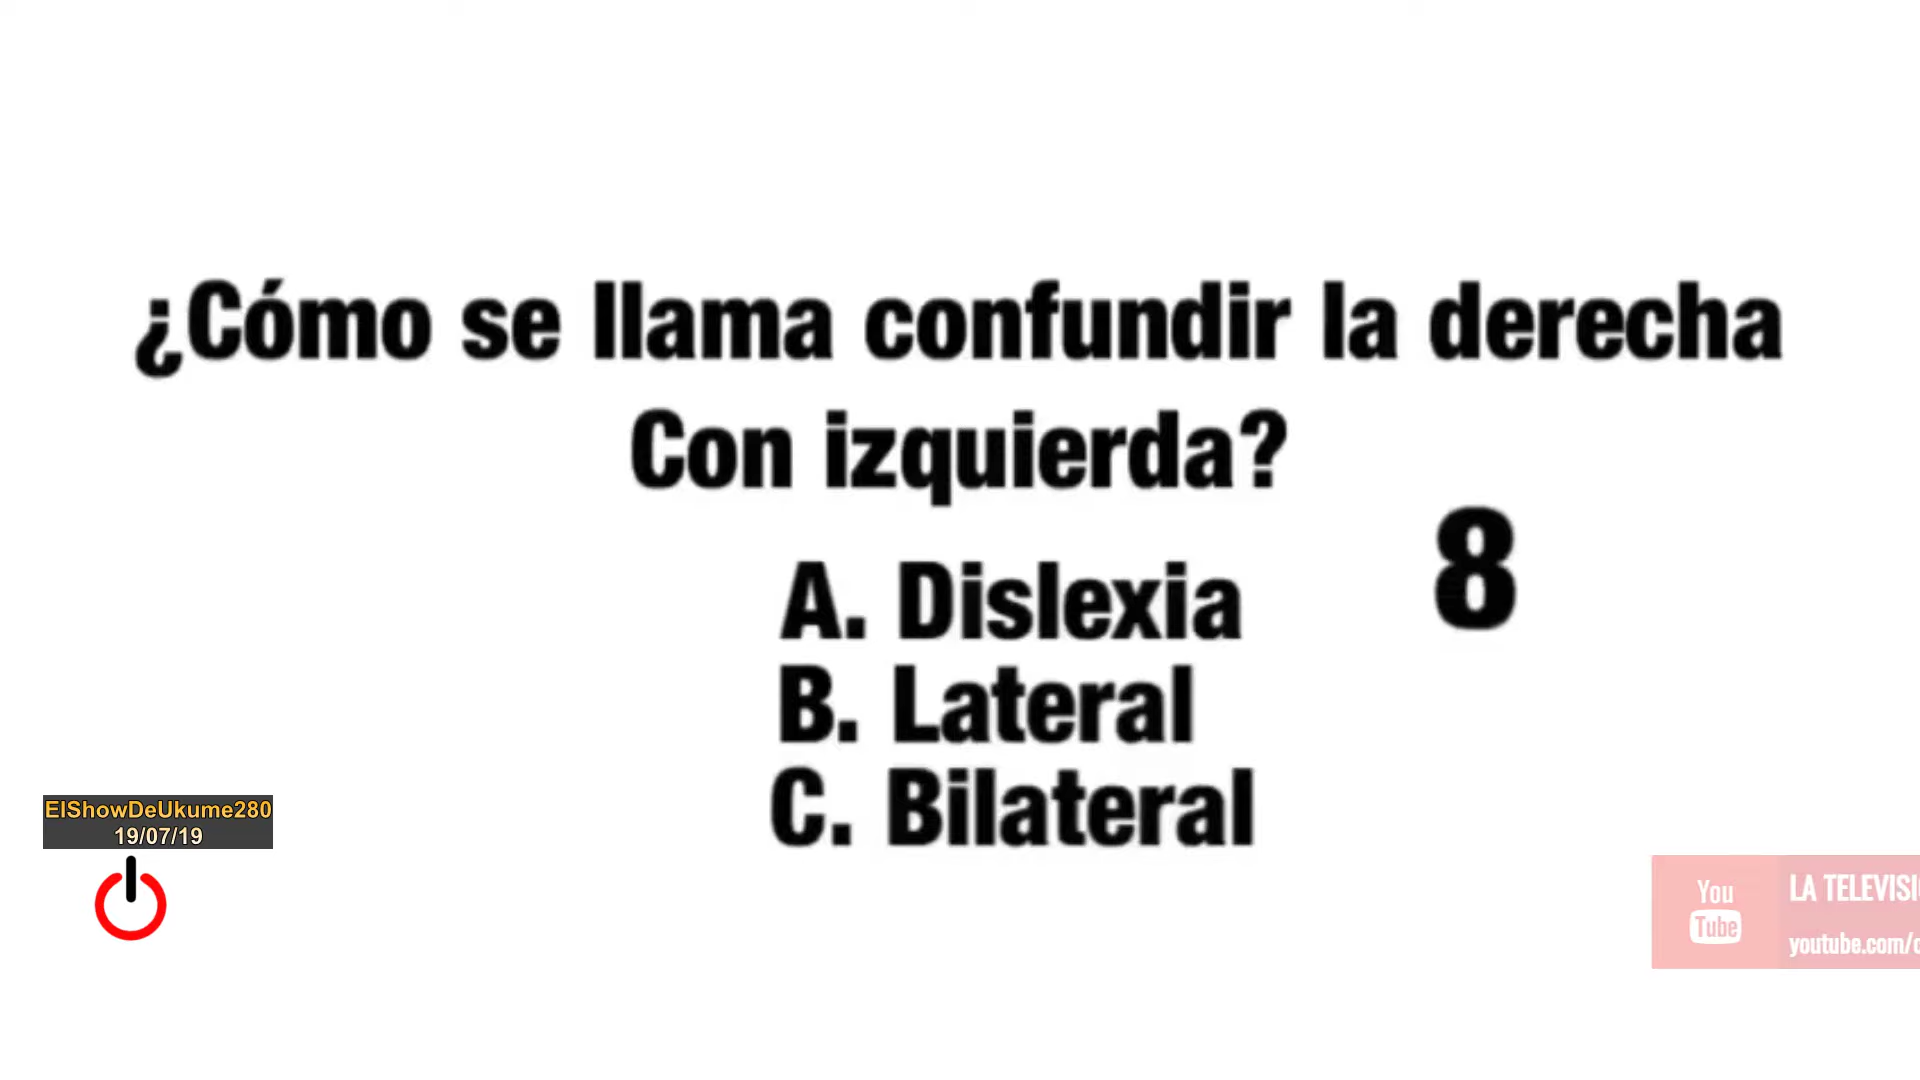 ¿Cómo se llama confundir la derecha
Con izquierda?
8
A. Dislexia
B. Lateral
C. Bilateral
ElShowDeUkume280
19/07/19
You
Tube
LA TELEVISI
youtube.com/c